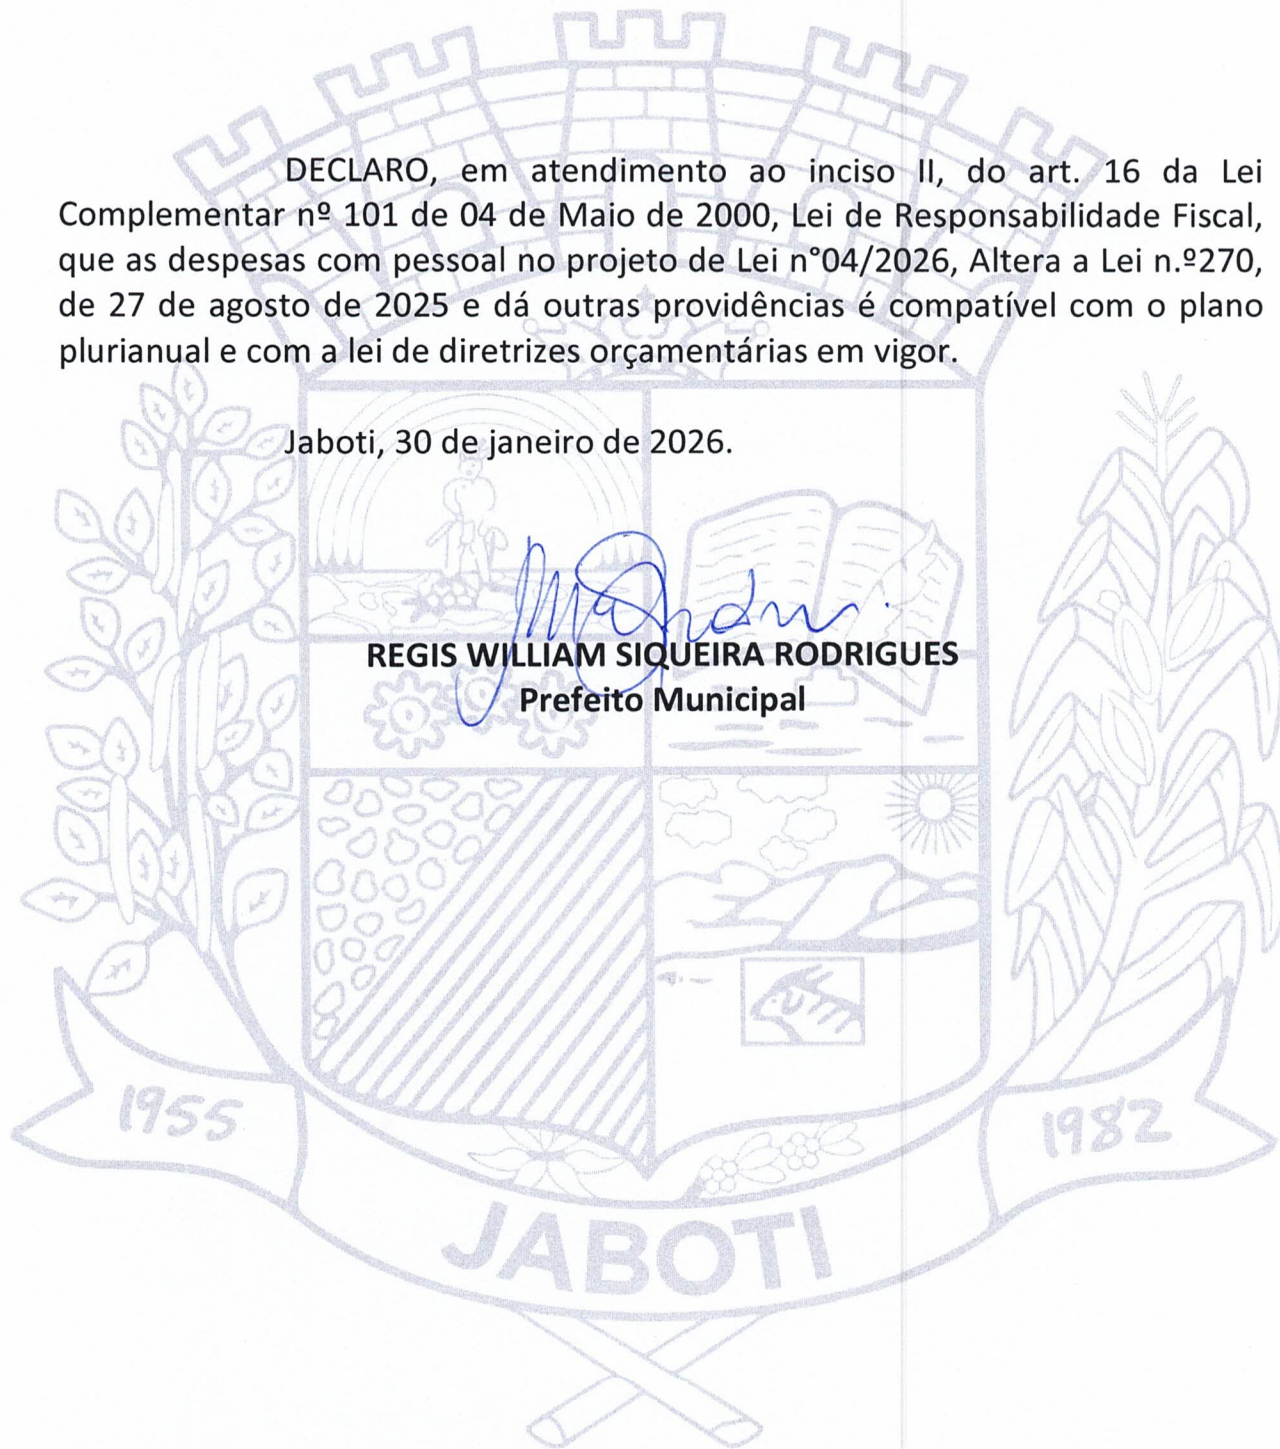 DECLARO, em atendimento ao inciso II, do art. 16 da Lei
Complementar nº 101 de 04 de Maio de 2000, Lei de Responsabilidade Fiscal,
que as despesas com pessoal no projeto de Lei n°04/2026, Altera a Lei n.º270,
de 27 de agosto de 2025 e dá outras providências é compatível com o plano
plurianual e com a lei de diretrizes orçamentárias em vigor.
Jaboti, 30 de janeiro de 2026.
REGIS WILLIAM SIQUEIRA RODRIGUES
Prefeito Municipal
1955
1982
JABOTI